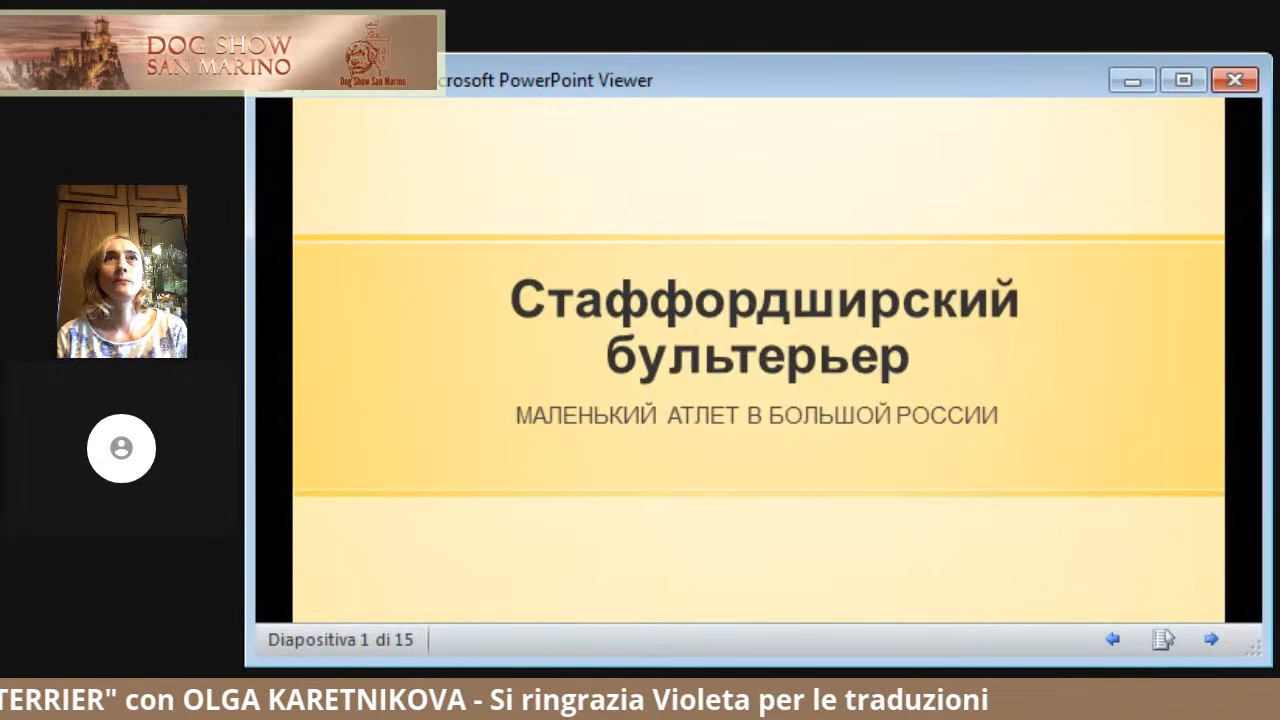 DOG SHOW
SAN MARINO
Dog Show San Marino
crosoft PowerPoint Viewer
Стаффордширский
бультерьер
МАЛЕНЬКИЙ АТЛЕТ В БОЛЬШОЙ РОССИИ
Diapositiva 1 di 15
TERRIER" con OLGA KARETNIKOVA - Si ringrazia Violeta per le traduzioni